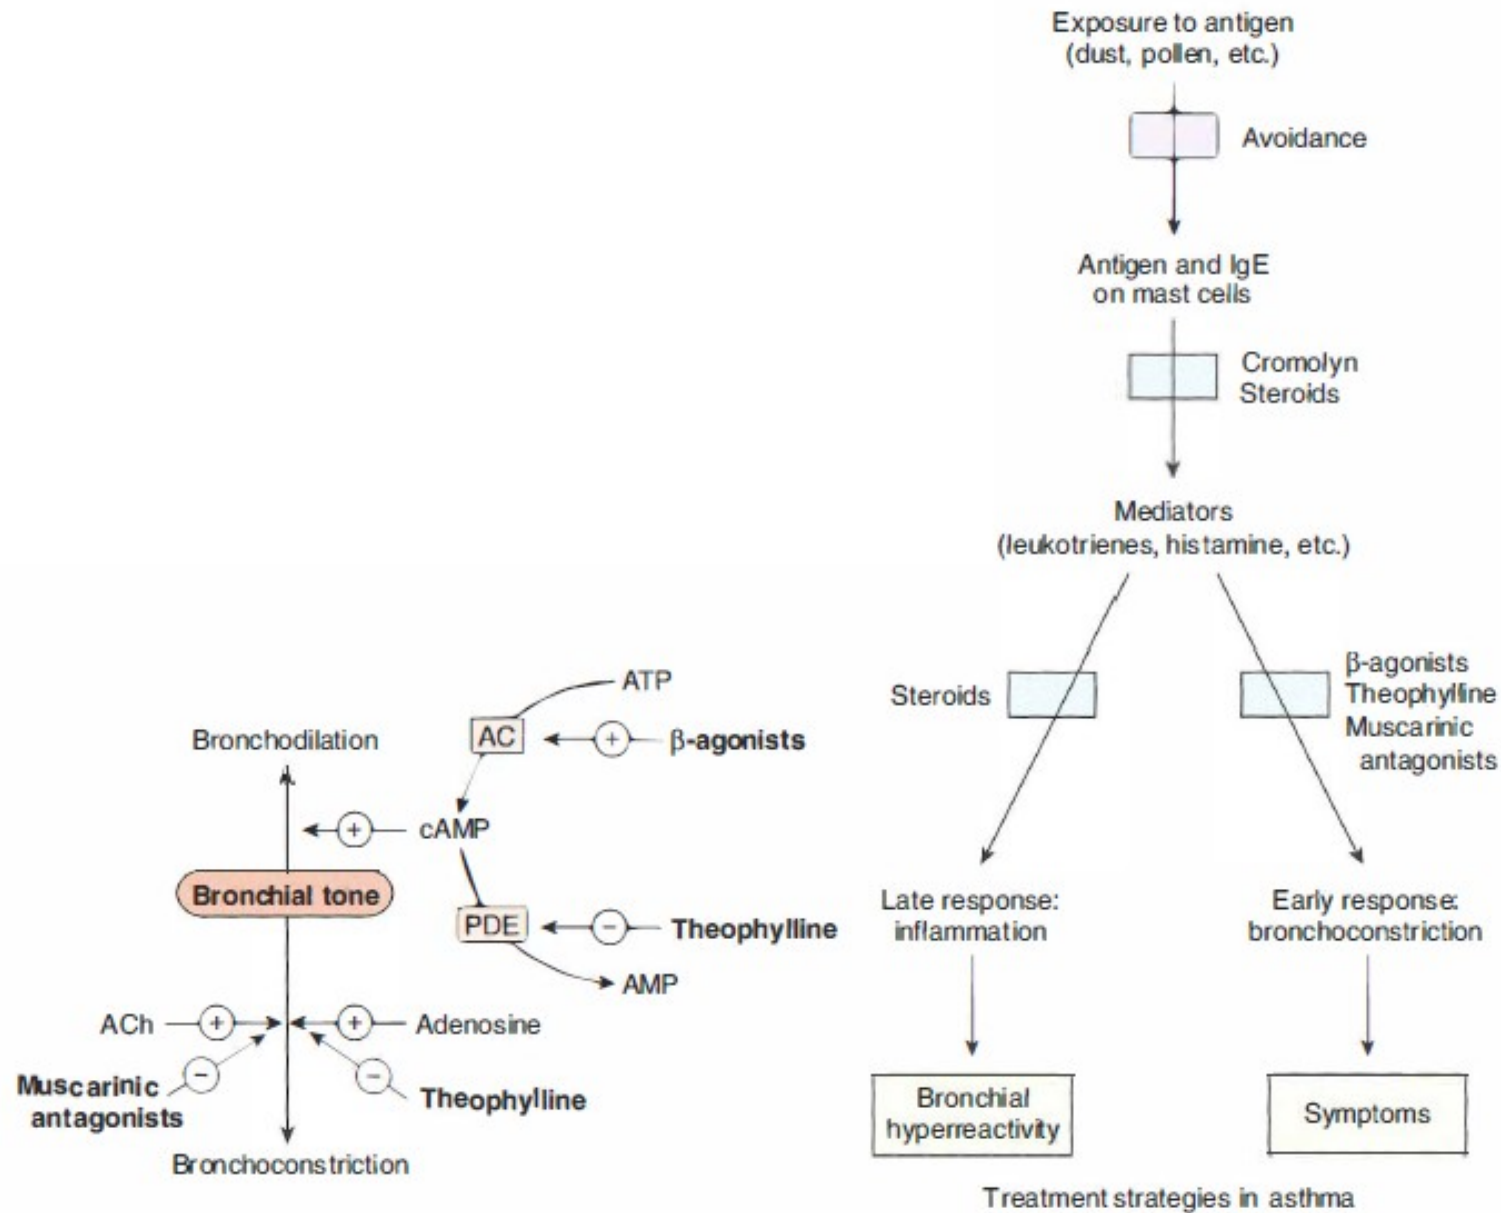 Exposure to antigen
(dust, pollen, etc.)
Avoidance
Antigen and IgE
on mast cells
Cromolyn
Steroids
Mediators
(leukotrienes, histamine, etc.)
Steroids
β-agonists
Theophylline
Muscarinic
antagonists
Late response:
inflammation
Early response:
bronchoconstriction
Bronchial
hyperreactivity
Symptoms
Treatment strategies in asthma
ATP
Bronchodilation
AC
+
β-agonists
+
cAMP
Bronchial tone
PDE
−
Theophylline
AMP
ACh
+
+
Adenosine
Muscarinic
antagonists
−
−
Theophylline
Bronchoconstriction